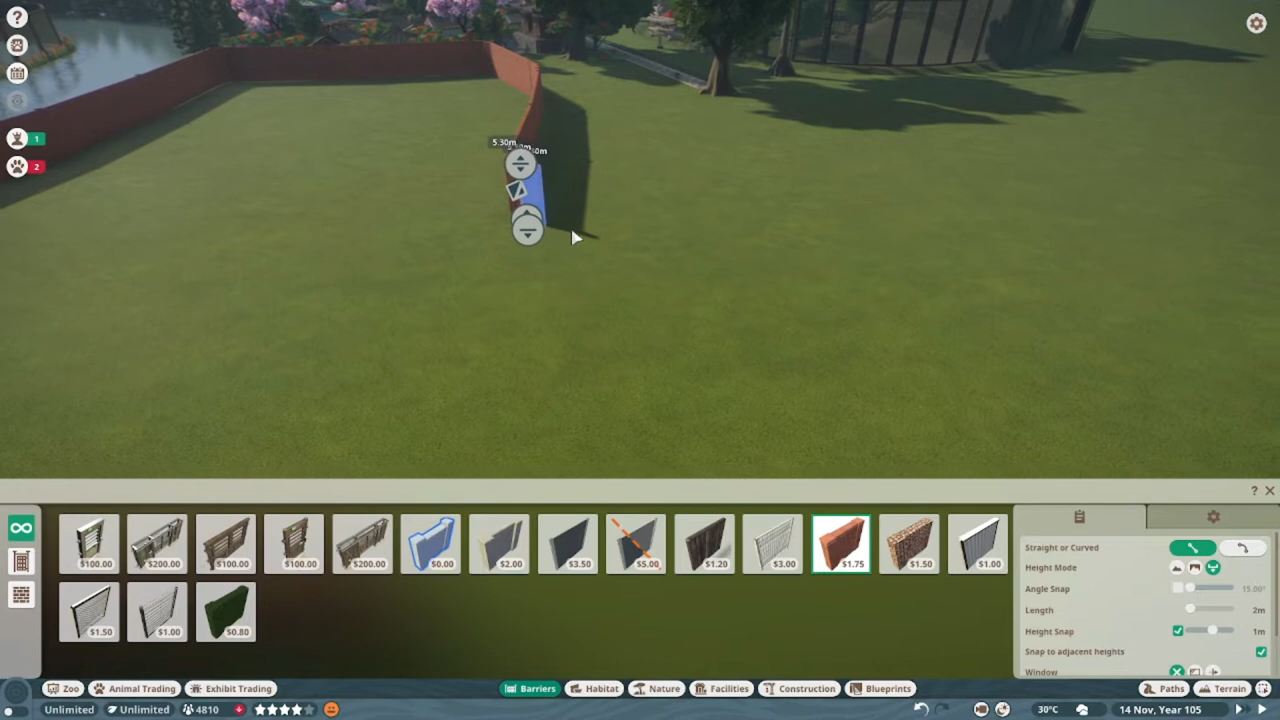 ?
1
2
5.30m
? X
$100.00 $200.00 $100.00 $100.00 $200.00 $0.00 $2.00 $3.50 $5.00 $1.20 $3.00 $1.75 $1.50 $1.00
$1.50 $1.00 $0.80
Straight or Curved
Height Mode
Angle Snap 15.00°
Length 2m
Height Snap 1m
Snap to adjacent heights
Window
Zoo Animal Trading Exhibit Trading Barriers Habitat Nature Facilities Construction Blueprints Paths Terrain
Unlimited Unlimited 4810 30°C 14 Nov, Year 105